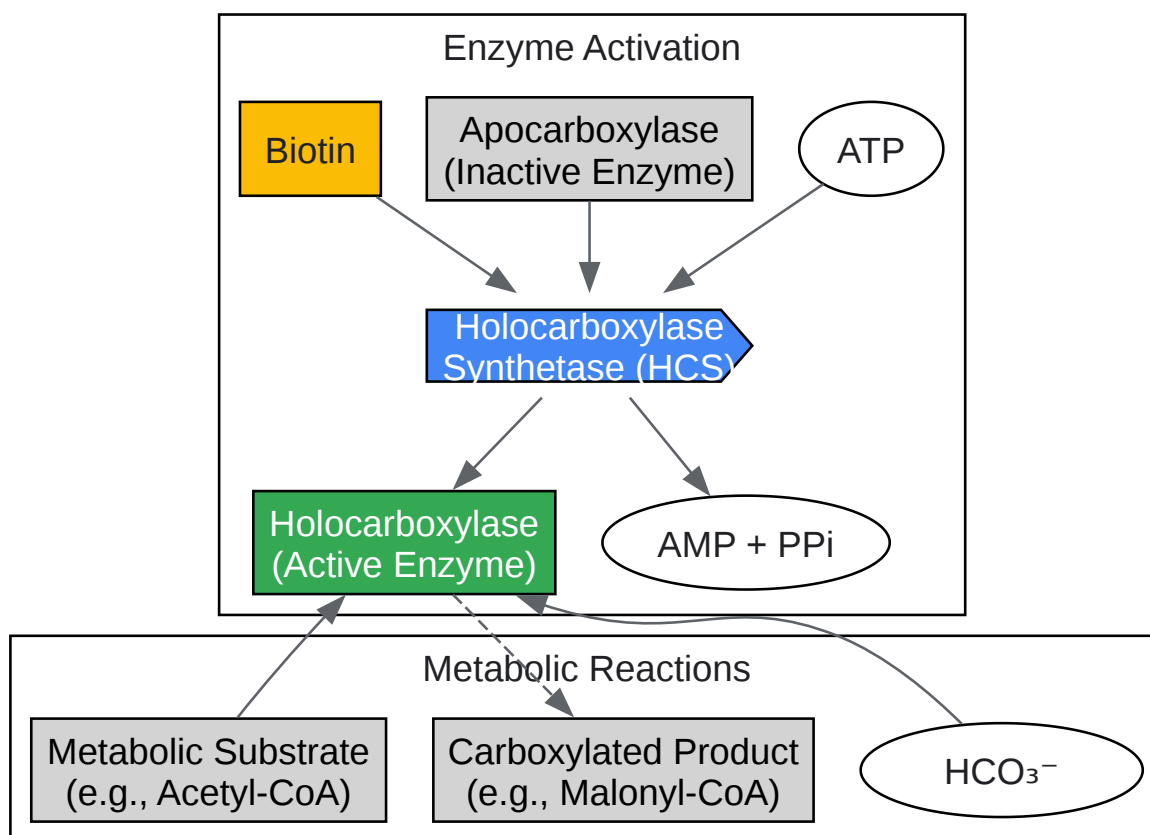 Enzyme Activation
Biotin
Apocarboxylase
(Inactive Enzyme)
ATP
Holocarboxylase
Synthetase (HCS)
Holocarboxylase
(Active Enzyme)
AMP + PPi
Metabolic Reactions
Metabolic Substrate
(e.g., Acetyl-CoA)
Carboxylated Product
(e.g., Malonyl-CoA)
HCO₃⁻